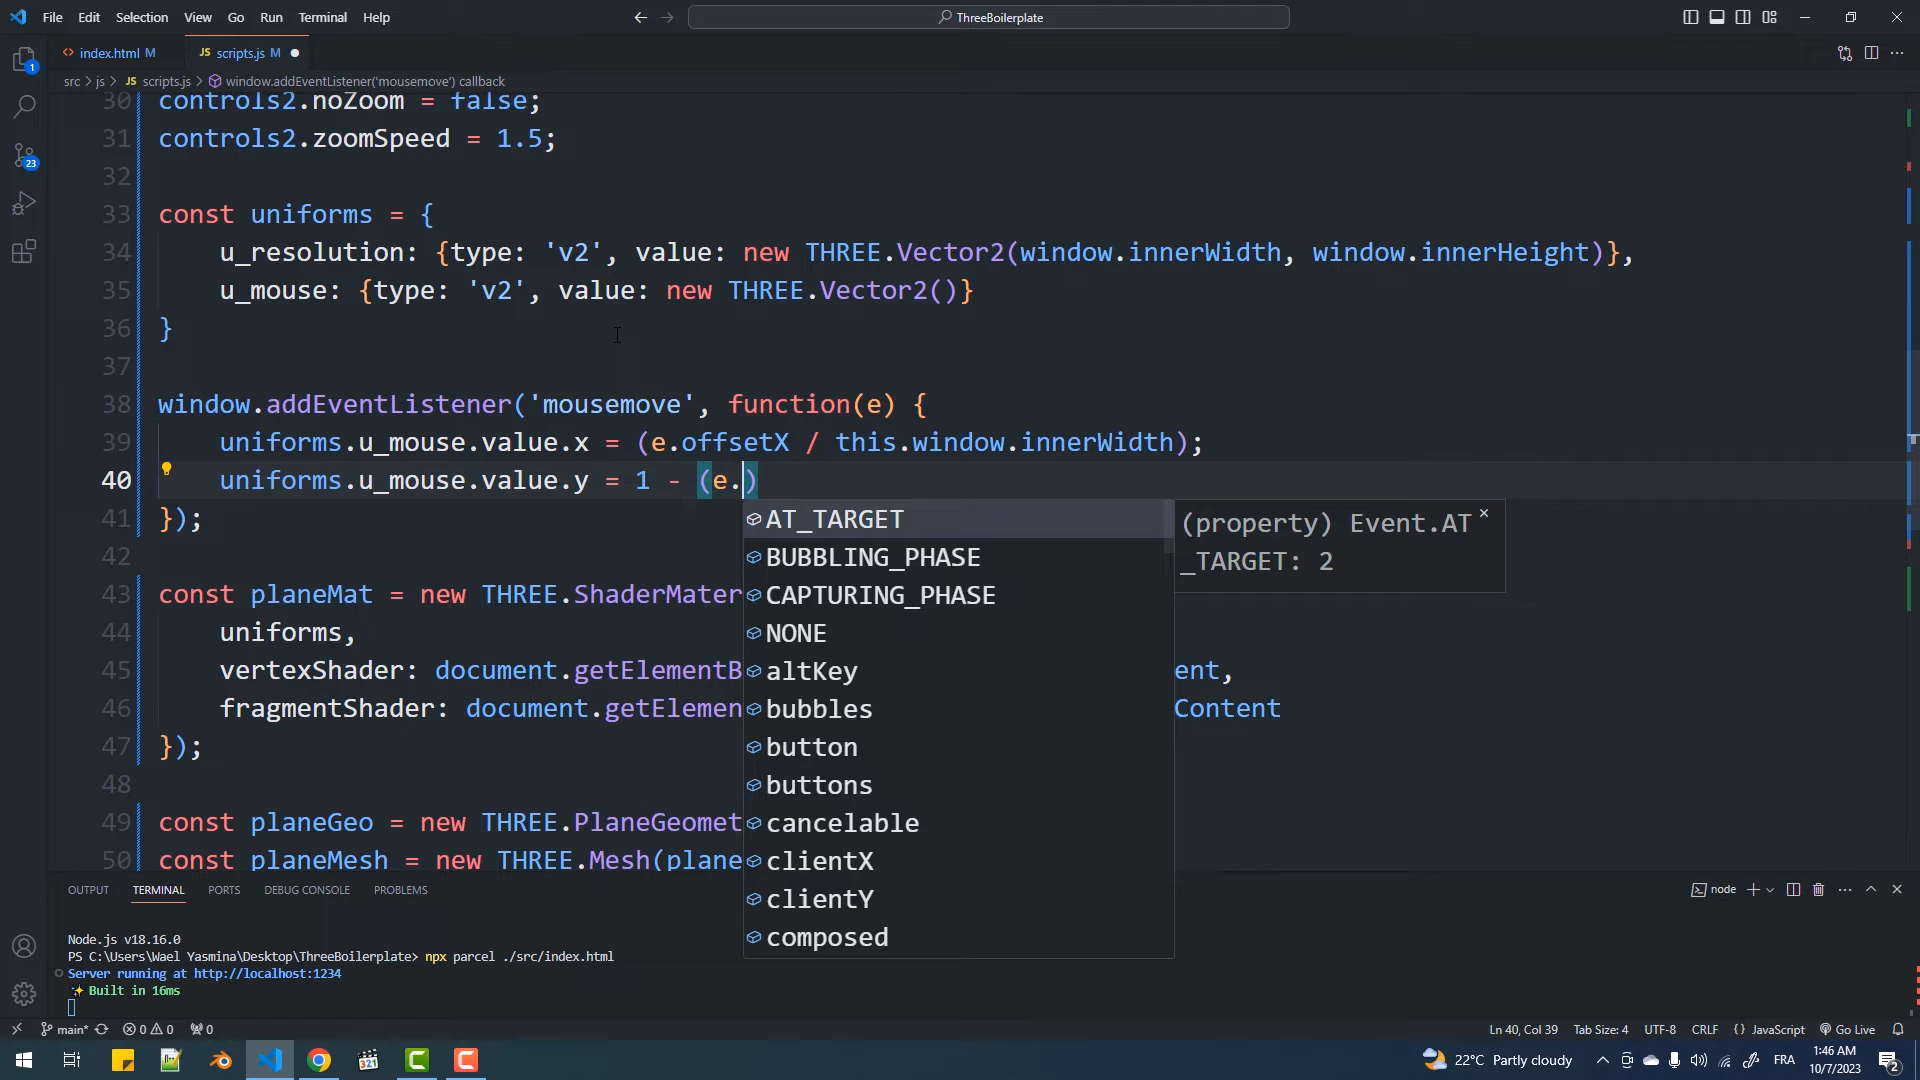 File Edit Selection View Go Run Terminal Help
ThreeBoilerplate
index.html M
JS scripts.js M
src > js > JS scripts.js > window.addEventListener('mousemove') callback
30 controls2.noZoom = false;
31 controls2.zoomSpeed = 1.5;
32
33 const uniforms = {
34 u_resolution: {type: 'v2', value: new THREE.Vector2(window.innerWidth, window.innerHeight)},
35 u_mouse: {type: 'v2', value: new THREE.Vector2()}
36 }
37
38 window.addEventListener('mousemove', function(e) {
39 uniforms.u_mouse.value.x = (e.offsetX / this.window.innerWidth);
40 uniforms.u_mouse.value.y = 1 - (e.)
41 });
42
43 const planeMat = new THREE.ShaderMater
44 uniforms,
45 vertexShader: document.getElementB ent,
46 fragmentShader: document.getElemen Content
47 });
48
49 const planeGeo = new THREE.PlaneGeomet
50 const planeMesh = new THREE.Mesh(plane
AT_TARGET
BUBBLING_PHASE
CAPTURING_PHASE
NONE
altKey
bubbles
button
buttons
cancelable
clientX
clientY
composed
(property) Event.AT
_TARGET: 2
1
23
OUTPUT TERMINAL PORTS DEBUG CONSOLE PROBLEMS
node
Node.js v18.16.0
PS C:\Users\Wael Yasmina\Desktop\ThreeBoilerplate> npx parcel ./src/index.html
Server running at http://localhost:1234
Built in 16ms
main* 0 0 0
Ln 40, Col 39 Tab Size: 4 UTF-8 CRLF {} JavaScript Go Live
321
22°C Partly cloudy
FRA
1:46 AM
10/7/2023
2